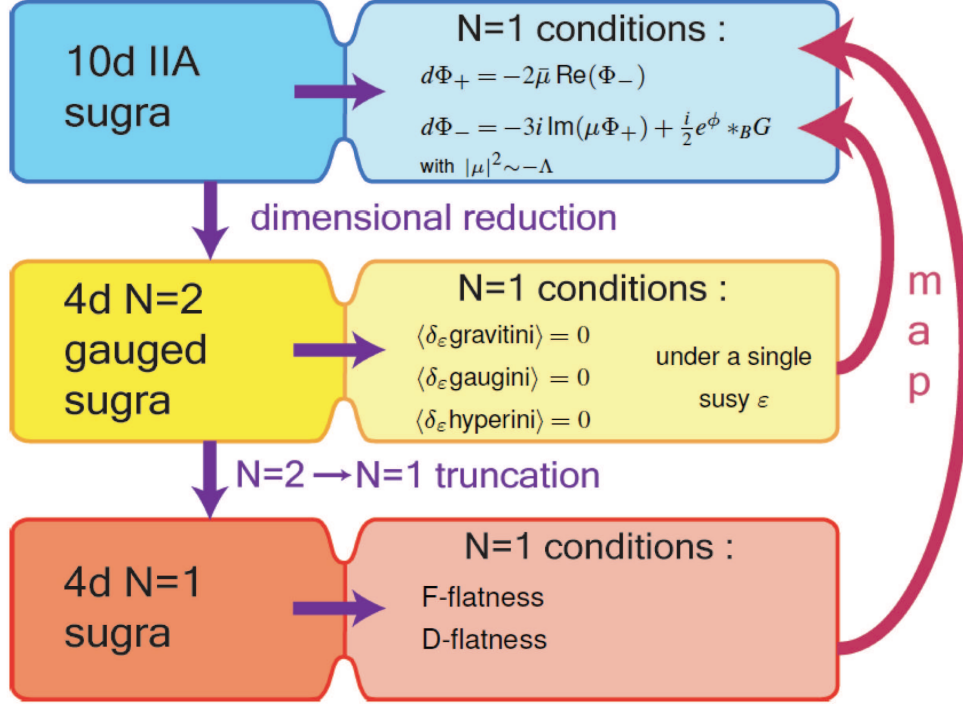 10d IIA
sugra
N=1 conditions :
dΦ₊ = −2μ̄ Re(Φ₋)
dΦ₋ = −3i Im(μΦ₊) + i/2 e^ϕ ∗_B G
with |μ|² ∼ −Λ
dimensional reduction
4d N=2
gauged
sugra
N=1 conditions :
⟨δ_ε gravitini⟩ = 0
⟨δ_ε gaugini⟩ = 0
⟨δ_ε hyperini⟩ = 0
under a single
susy ε
map
N=2 → N=1 truncation
4d N=1
sugra
N=1 conditions :
F-flatness
D-flatness